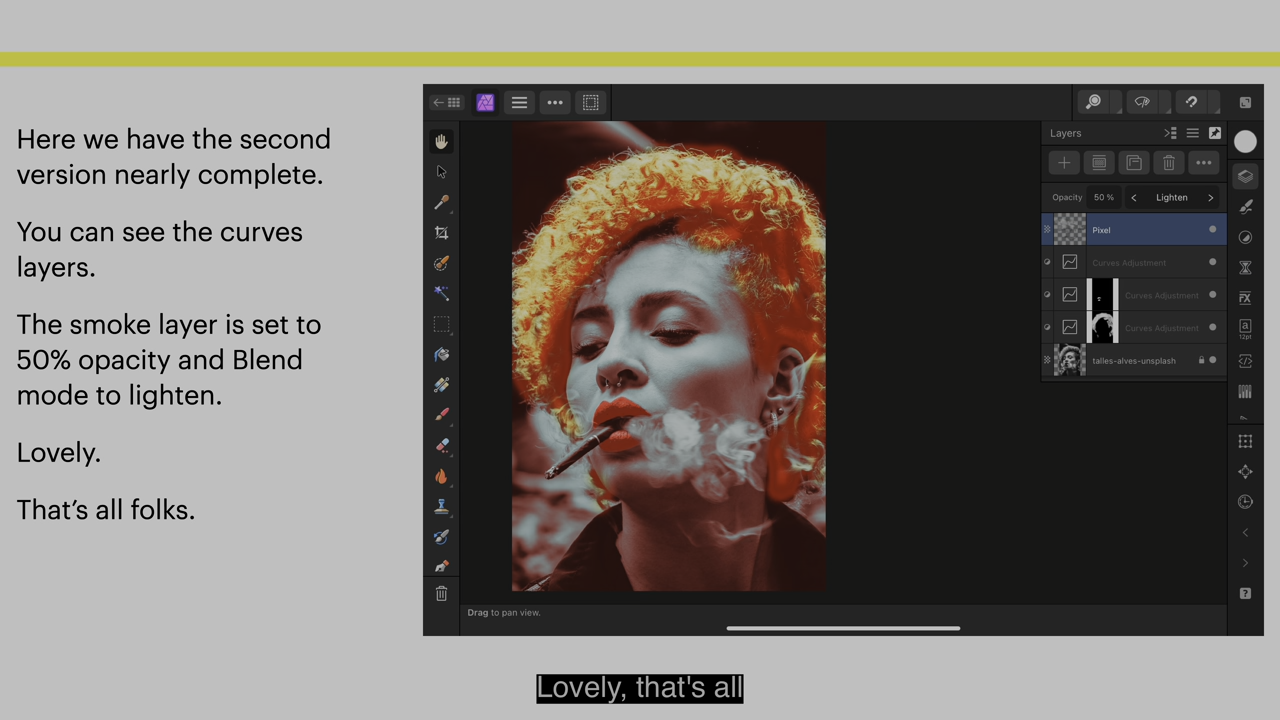 Here we have the second
version nearly complete.
You can see the curves
layers.
The smoke layer is set to
50% opacity and Blend
mode to lighten.
Lovely.
That’s all folks.
Layers
Opacity 50 % Lighten
Pixel
Curves Adjustment
Curves Adjustment
Curves Adjustment
talles-alves-unsplash
FX
a
12pt
?
Drag to pan view.
Lovely, that's all